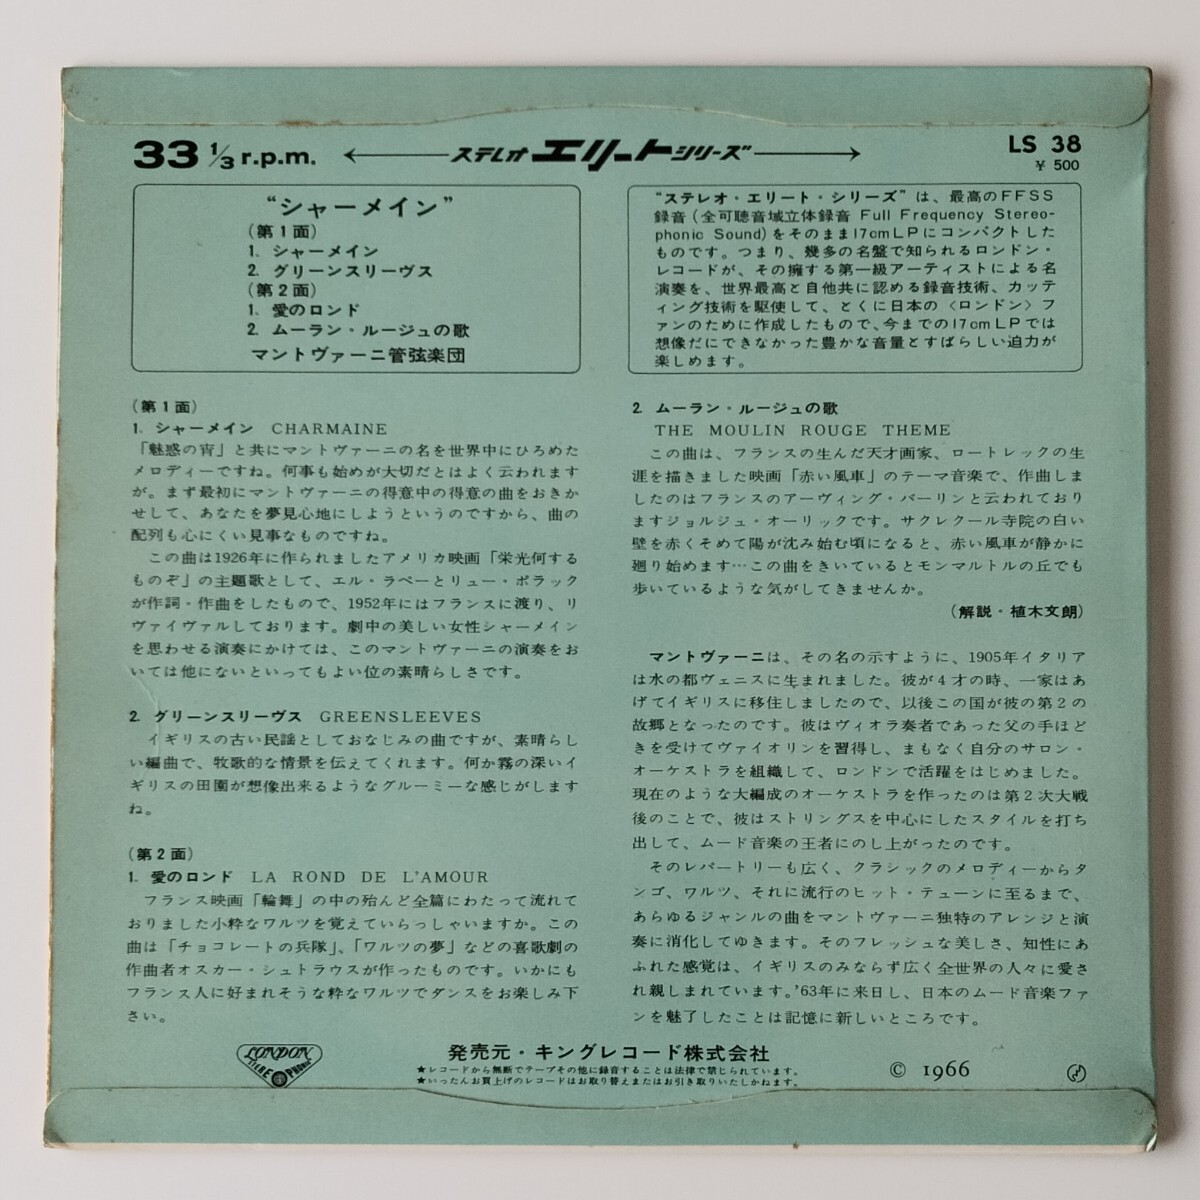 33 1/3 r.p.m.
ステレオ エリート シリーズ
LS 38
¥ 500
“シャーメイン”
(第1面)
1. シャーメイン
2. グリーンスリーヴス
(第2面)
1. 愛のロンド
2. ムーラン・ルージュの歌
マントヴァーニ管弦楽団
“ステレオ・エリート・シリーズ”は、最高のFFSS
録音(全可聴音域立体録音 Full Frequency Stereo-
phonic Sound)をそのまま17cmLPにコンパクトした
ものです。つまり、幾多の名盤で知られるロンドン・
レコードが、その擁する第一級アーティストによる名
演奏を、世界最高と自他共に認める録音技術、カッテ
ィング技術を駆使して、とくに日本の〈ロンドン〉フ
ァンのために作成したもので、今までの17cmLPでは
想像だにできなかった豊かな音量とすばらしい迫力が
楽しめます。
(第1面)
1. シャーメイン CHARMAINE
「魅惑の宵」と共にマントヴァーニの名を世界中にひろめた
メロディーですね。何事も始めが大切だとはよく云われます
が。まず最初にマントヴァーニの得意中の得意の曲をおきか
せして、あなたを夢見心地にしようというのですから、曲の
配列も心にくい見事なものですね。
この曲は1926年に作られましたアメリカ映画「栄光何する
ものぞ」の主題歌として、エル・ラペーとリュー・ポラック
が作詞・作曲をしたもので、1952年にはフランスに渡り、リ
ヴァイヴァルしております。劇中の美しい女性シャーメイン
を思わせる演奏にかけては、このマントヴァーニの演奏をお
いては他にないといってもよい位の素晴らしさです。
2. グリーンスリーヴス GREENSLEEVES
イギリスの古い民謡としておなじみの曲ですが、素晴らし
い編曲で、牧歌的な情景を伝えてくれます。何か霧の深いイ
ギリスの田園が想像出来るようなグルーミーな感じがします
ね。
(第2面)
1. 愛のロンド LA ROND DE L'AMOUR
フランス映画「輪舞」の中の殆んど全篇にわたって流れて
おりました小粋なワルツを覚えていらっしゃいますか。この
曲は「チョコレートの兵隊」、「ワルツの夢」などの喜歌劇の
作曲者オスカー・シュトラウスが作ったものです。いかにも
フランス人に好まれそうな粋なワルツでダンスをお楽しみ下
さい。
2. ムーラン・ルージュの歌
THE MOULIN ROUGE THEME
この曲は、フランスの生んだ天才画家、ロートレックの生
涯を描きました映画「赤い風車」のテーマ音楽で、作曲しま
したのはフランスのアーヴィング・バーリンと云われており
ますジョルジュ・オーリックです。サクレクール寺院の白い
壁を赤くそめて陽が沈み始む頃になると、赤い風車が静かに
廻り始めます…この曲をきいているとモンマルトルの丘でも
歩いているような気がしてきませんか。
(解説・植木文朗)
マントヴァーニは、その名の示すように、1905年イタリア
は水の都ヴェニスに生まれました。彼が4才の時、一家はあ
げてイギリスに移住しましたので、以後この国が彼の第2の
故郷となったのです。彼はヴィオラ奏者であった父の手ほど
きを受けてヴァイオリンを習得し、まもなく自分のサロン・
オーケストラを組織して、ロンドンで活躍をはじめました。
現在のような大編成のオーケストラを作ったのは第2次大戦
後のことで、彼はストリングスを中心にしたスタイルを打ち
出して、ムード音楽の王者にのし上がったのです。
そのレパートリーも広く、クラシックのメロディーからタ
ンゴ、ワルツ、それに流行のヒット・テューンに至るまで、
あらゆるジャンルの曲をマントヴァーニ独特のアレンジと演
奏に消化してゆきます。そのフレッシュな美しさ、知性にあ
ふれた感覚は、イギリスのみならず広く全世界の人々に愛さ
れ親しまれています。'63年に来日し、日本のムード音楽ファ
ンを魅了したことは記憶に新しいところです。
LONDON
STEREOPHONIC
発売元・キングレコード株式会社
★レコードから無断でテープその他に録音することは法律で禁じられています。
★いったんお買上げのレコードはお取り替えまたはお引き取りいたしかねます。
© 1966